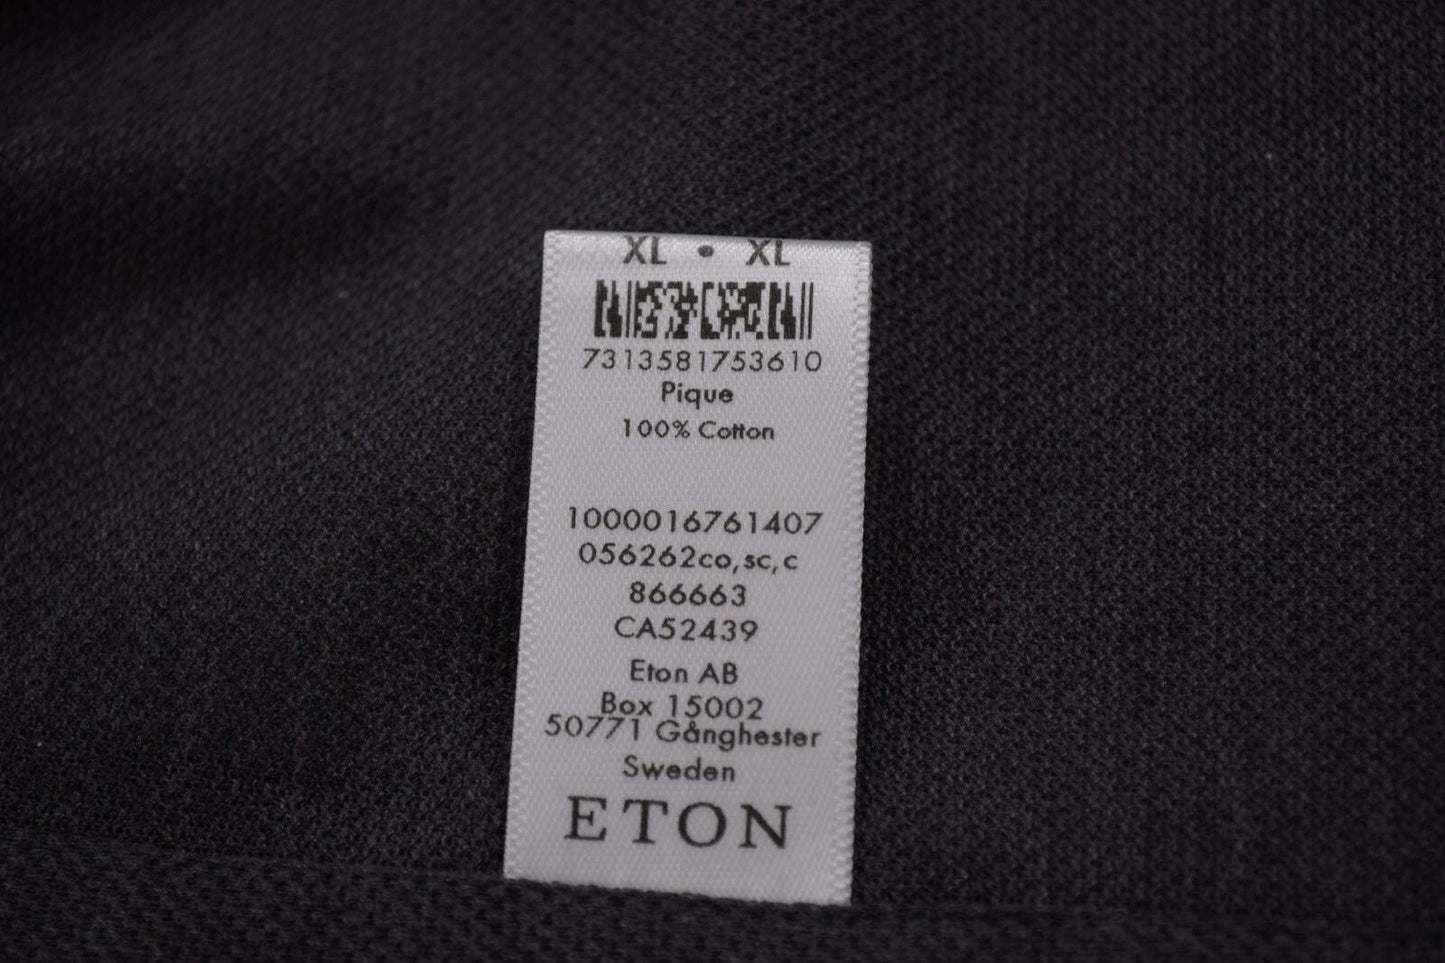 XL • XL
7313581753610
Pique
100% Cotton
1000016761407
056262co,sc,c
866663
CA52439
Eton AB
Box 15002
50771 Gånghester
Sweden
ETON